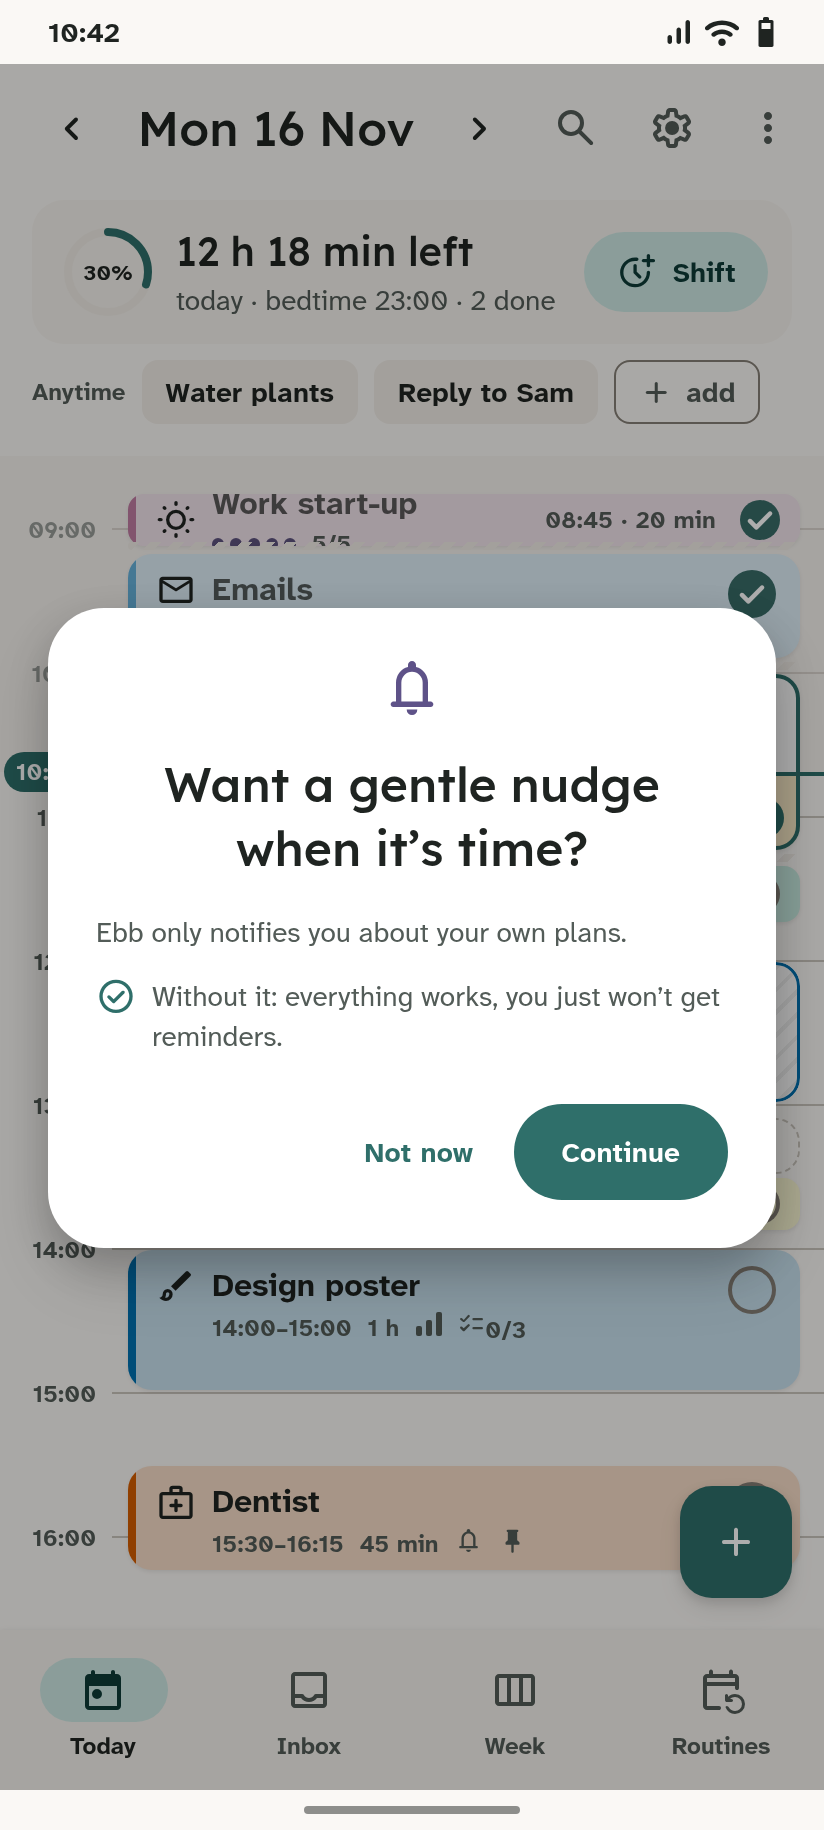 10:42
Mon 16 Nov
30%
12 h 18 min left
today · bedtime 23:00 · 2 done
Shift
Anytime
Water plants
Reply to Sam
add
09:00
Work start-up
5/5
08:45 · 20 min
Emails
Want a gentle nudge
when it’s time?
Ebb only notifies you about your own plans.
Without it: everything works, you just won’t get
reminders.
Not now
Continue
14:00
Design poster
14:00–15:00 1 h 0/3
15:00
Dentist
15:30–16:15 45 min
16:00
Today
Inbox
Week
Routines